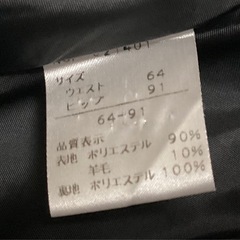 サイズ 64
ウエスト 91
ヒップ
64-91
品質表示 90%
表地 ポリエステル 10%
羊毛 100%
裏地 ポリエステル